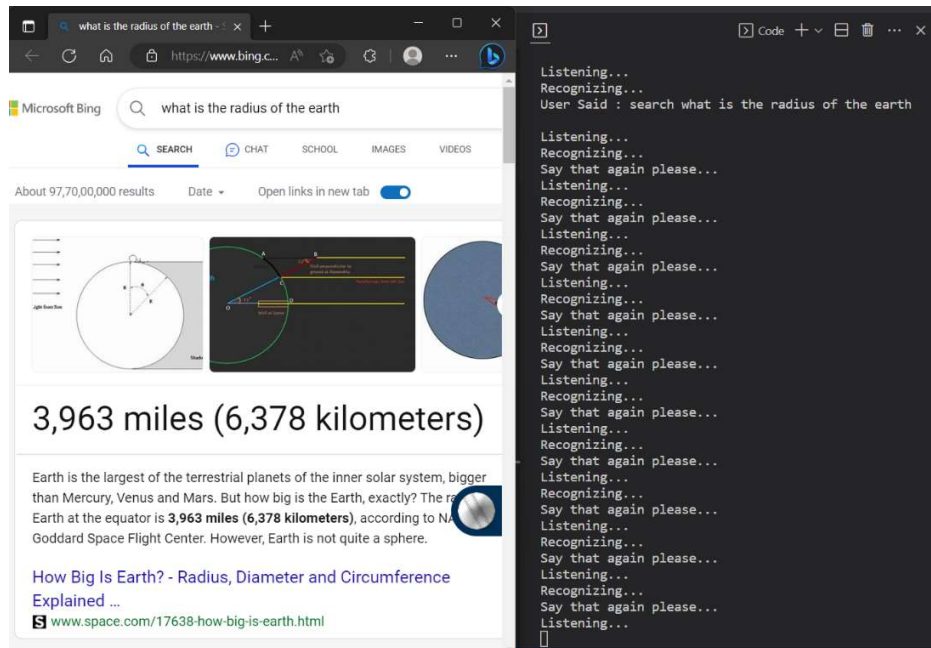 what is the radius of the earth -
https://www.bing.c...
Microsoft Bing
what is the radius of the earth
SEARCH
CHAT
SCHOOL
IMAGES
VIDEOS
About 97,70,00,000 results
Date
Open links in new tab
3,963 miles (6,378 kilometers)
Earth is the largest of the terrestrial planets of the inner solar system, bigger
than Mercury, Venus and Mars. But how big is the Earth, exactly? The
Earth at the equator is 3,963 miles (6,378 kilometers), according to
Goddard Space Flight Center. However, Earth is not quite a sphere.
How Big Is Earth? - Radius, Diameter and Circumference
Explained ...
www.space.com/17638-how-big-is-earth.html
Code
Listening...
Recognizing...
User Said : search what is the radius of the earth
Listening...
Recognizing...
Say that again please...
Listening...
Recognizing...
Say that again please...
Listening...
Recognizing...
Say that again please...
Listening...
Recognizing...
Say that again please...
Listening...
Recognizing...
Say that again please...
Listening...
Recognizing...
Say that again please...
Listening...
Recognizing...
Say that again please...
Listening...
Recognizing...
Say that again please...
Listening...
Recognizing...
Say that again please...
Listening...
Recognizing...
Say that again please...
Listening...